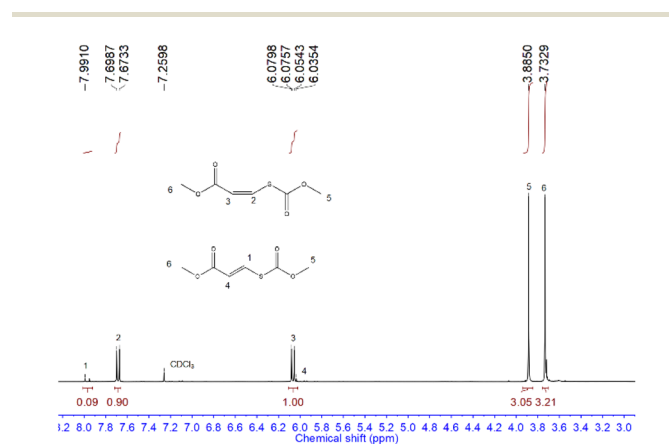 -7.9910
7.6987
7.6733
-7.2598
6.0798
6.0757
6.0543
6.0354
3.8850
3.7329
O
6
O
3
2
S
O
O
5
O
1
O
6
O
4
S
O
5
5
6
2
3
1
CDCl3
4
0.09 0.90 1.00 3.05 3.21
3.2 8.0 7.8 7.6 7.4 7.2 7.0 6.8 6.6 6.4 6.2 6.0 5.8 5.6 5.4 5.2 5.0 4.8 4.6 4.4 4.2 4.0 3.8 3.6 3.4 3.2 3.0
Chemical shift (ppm)